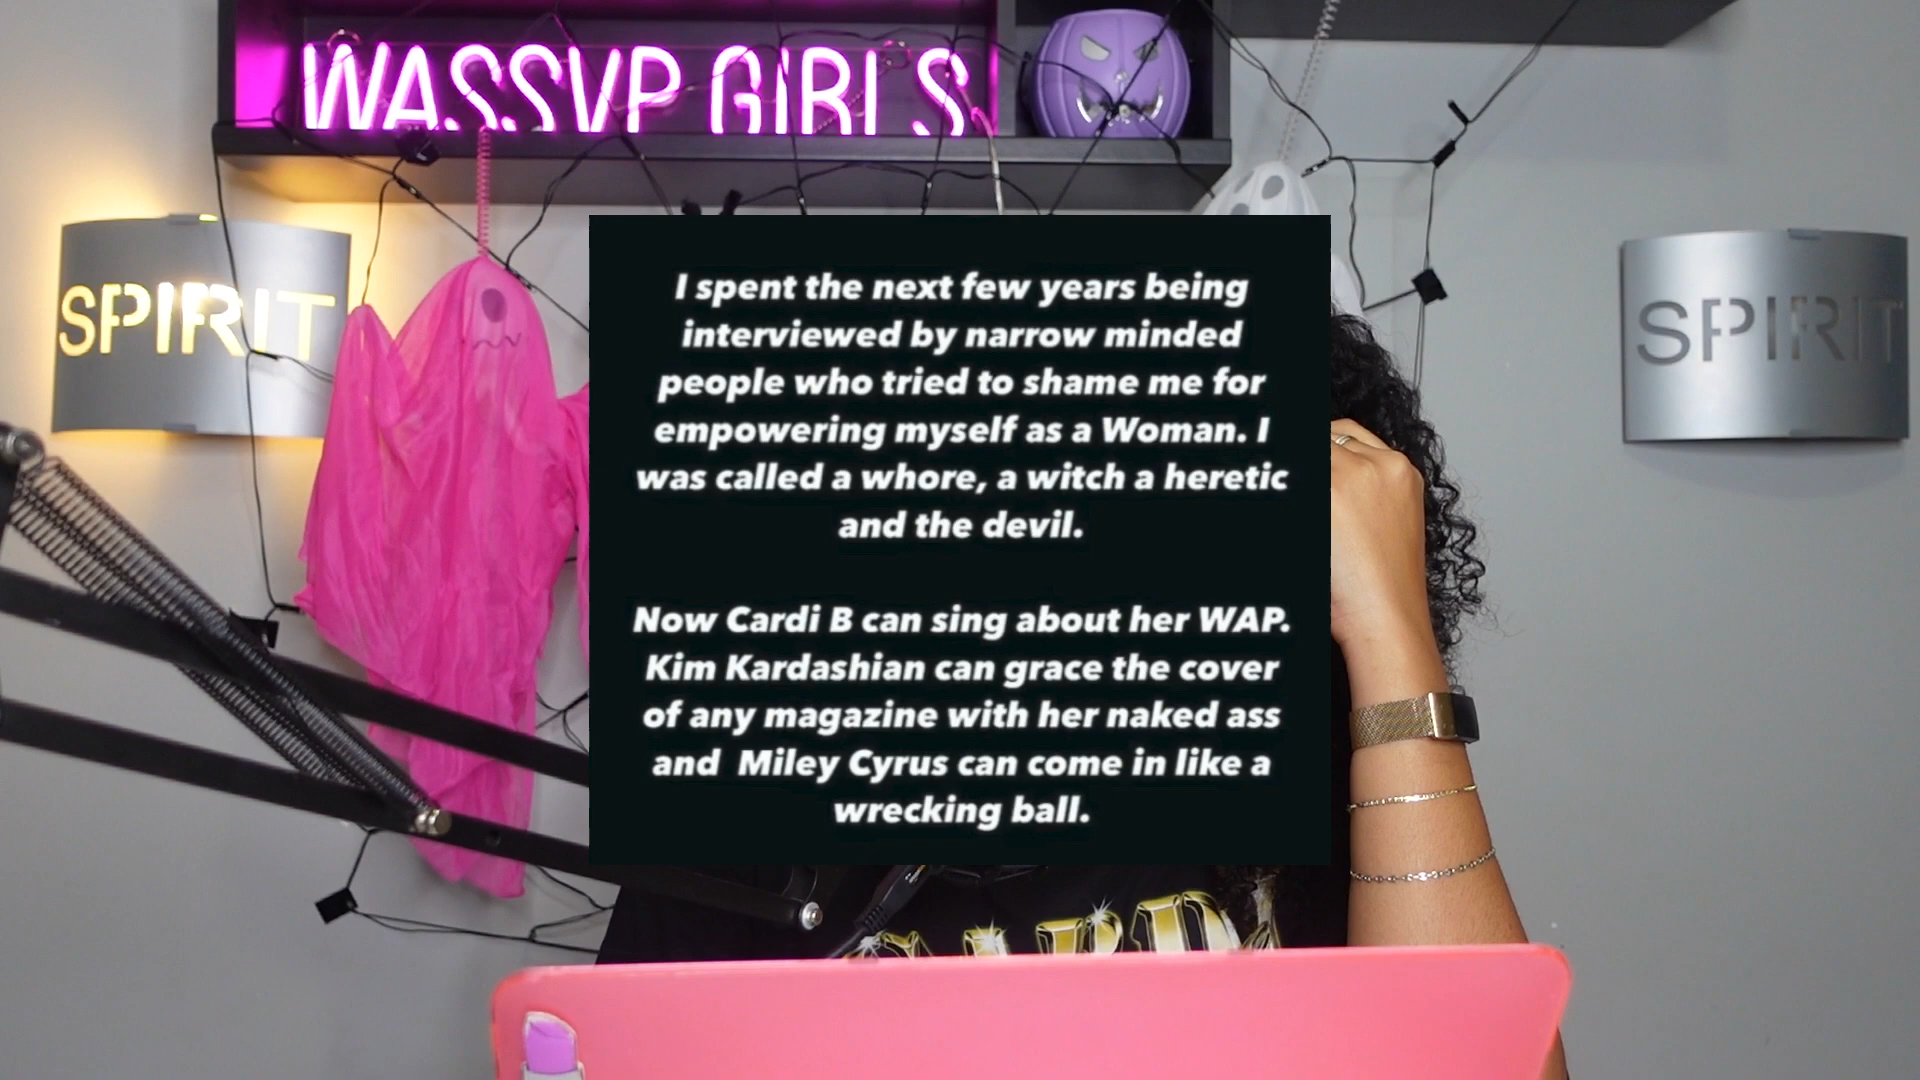 WASSVP GIRLS
SPIRIT
SPIRIT
I spent the next few years being
interviewed by narrow minded
people who tried to shame me for
empowering myself as a Woman. I
was called a whore, a witch a heretic
and the devil.
Now Cardi B can sing about her WAP.
Kim Kardashian can grace the cover
of any magazine with her naked ass
and Miley Cyrus can come in like a
wrecking ball.